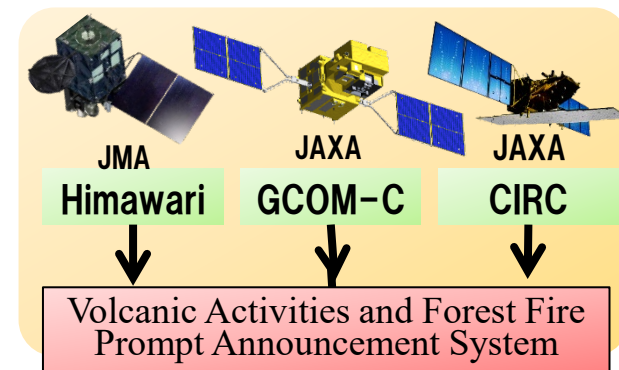 JMA
JAXA
JAXA
Himawari
GCOM-C
CIRC
Volcanic Activities and Forest Fire
Prompt Announcement System